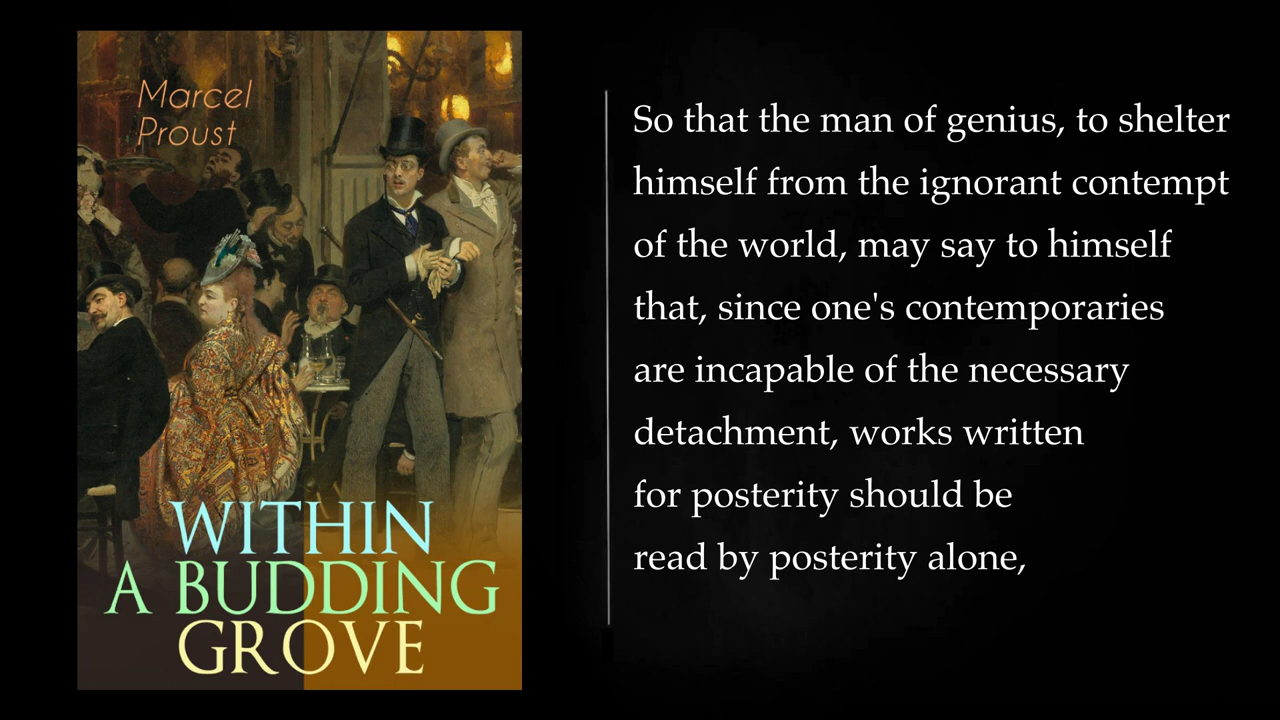 Marcel
Proust
WITHIN
A BUDDING
GROVE
So that the man of genius, to shelter
himself from the ignorant contempt
of the world, may say to himself
that, since one's contemporaries
are incapable of the necessary
detachment, works written
for posterity should be
read by posterity alone,